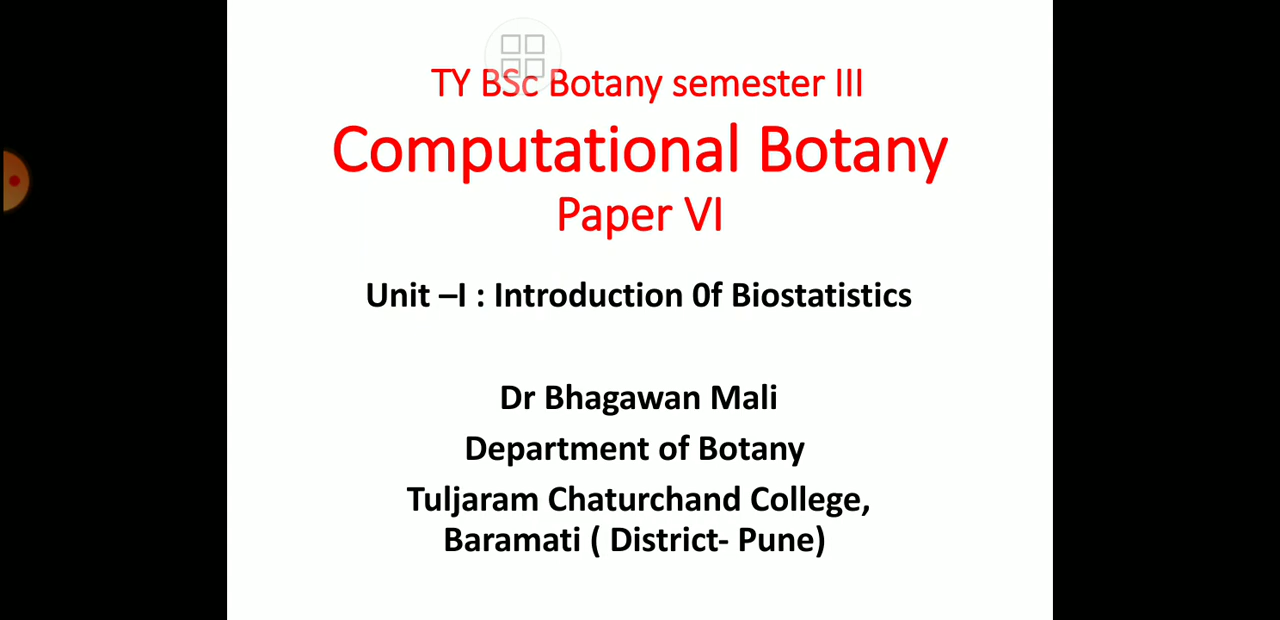 TY BSc Botany semester III
Computational Botany
Paper VI
Unit –I : Introduction 0f Biostatistics
Dr Bhagawan Mali
Department of Botany
Tuljaram Chaturchand College,
Baramati ( District- Pune)